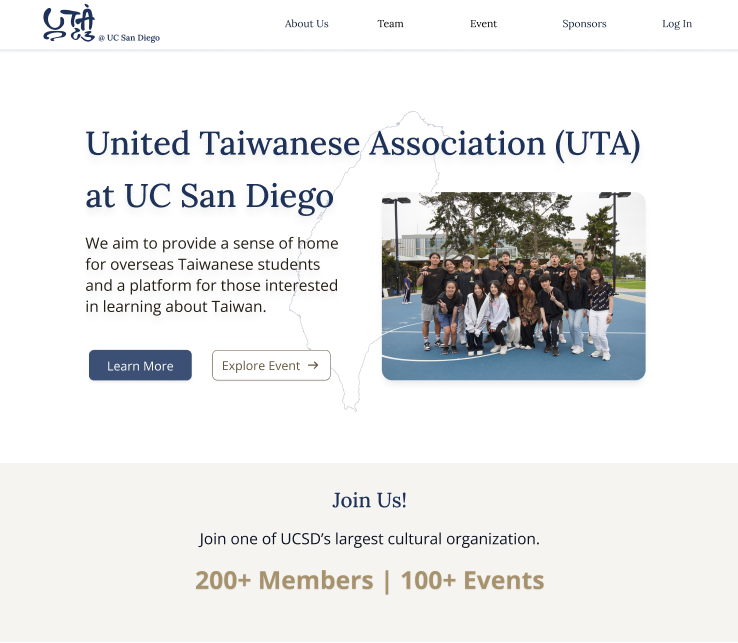 UTA
@ UC San Diego
About Us
Team
Event
Sponsors
Log In
United Taiwanese Association (UTA)
at UC San Diego
We aim to provide a sense of home
for overseas Taiwanese students
and a platform for those interested
in learning about Taiwan.
Learn More
Explore Event →
Join Us!
Join one of UCSD’s largest cultural organization.
200+ Members | 100+ Events